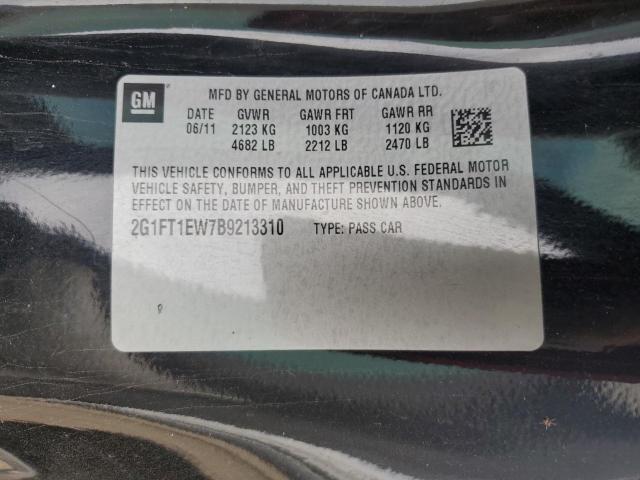 GM
MFD BY GENERAL MOTORS OF CANADA LTD.
DATE GVWR GAWR FRT GAWR RR
06/11 2123 KG 1003 KG 1120 KG
4682 LB 2212 LB 2470 LB
THIS VEHICLE CONFORMS TO ALL APPLICABLE U.S. FEDERAL MOTOR
VEHICLE SAFETY, BUMPER, AND THEFT PREVENTION STANDARDS IN
EFFECT ON THE DATE OF MANUFACTURE SHOWN ABOVE.
2G1FT1EW7B9213310 TYPE: PASS CAR